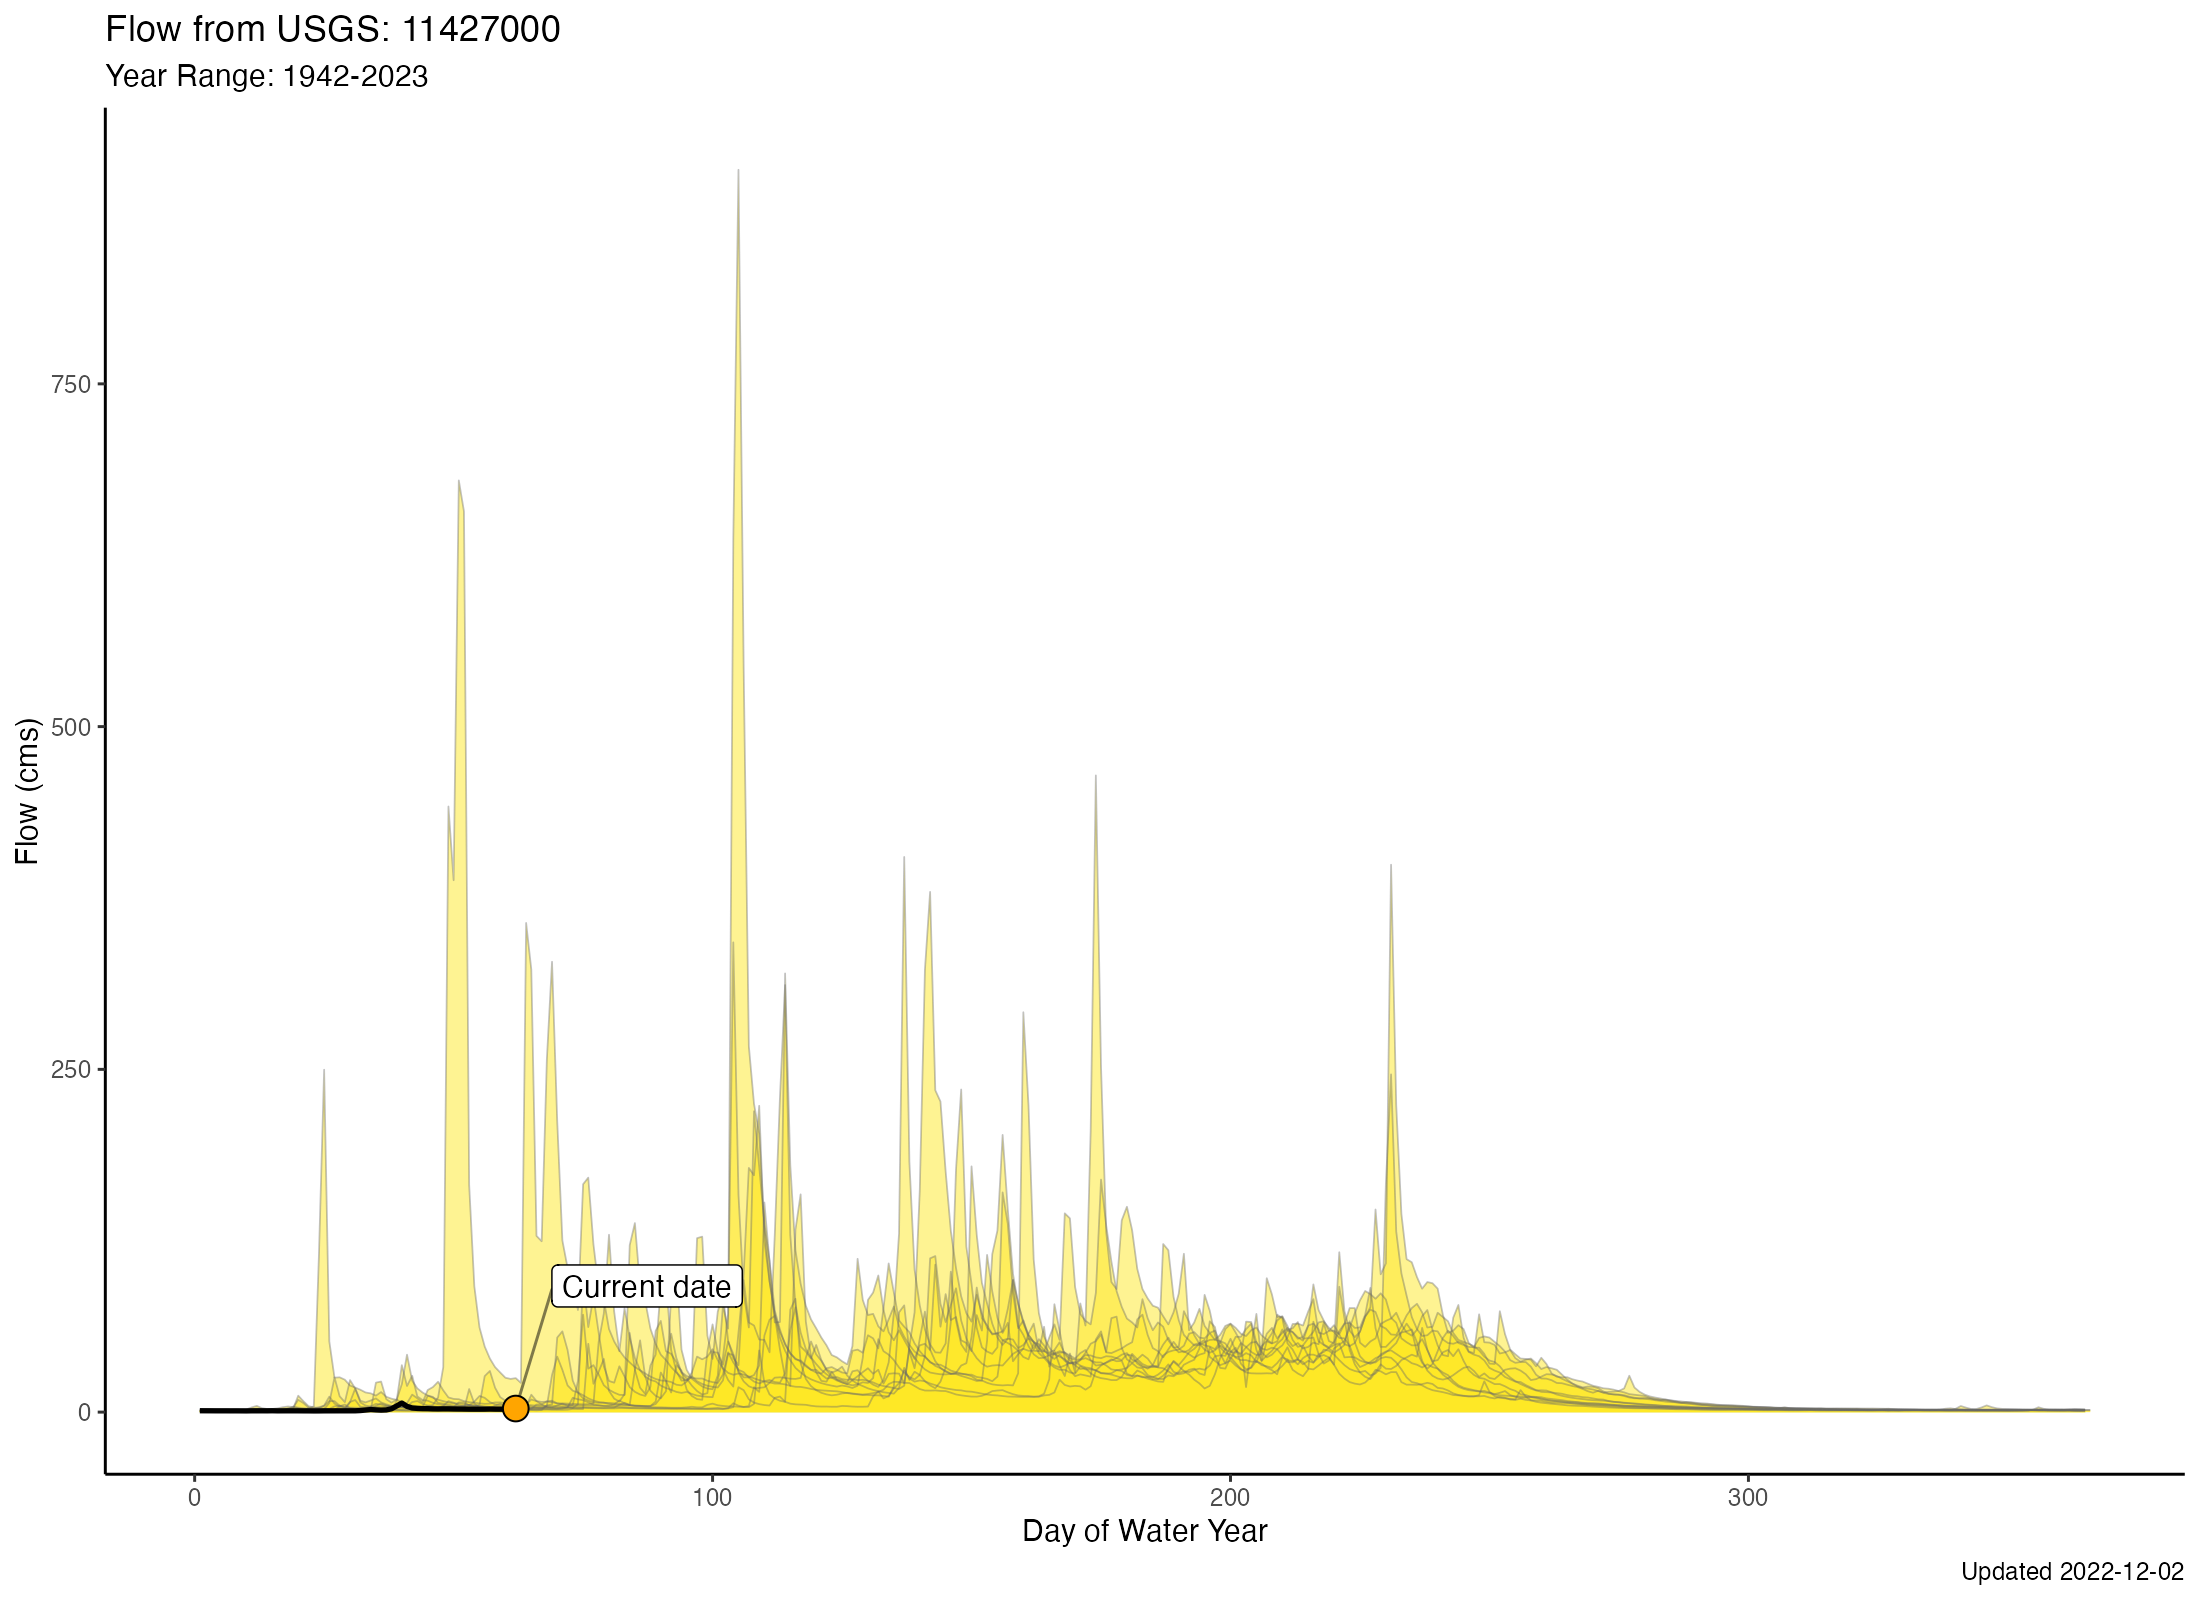 Flow from USGS: 11427000
Year Range: 1942-2023
Flow (cms)
750
500
250
0
Current date
0 100 200 300
Day of Water Year
Updated 2022-12-02